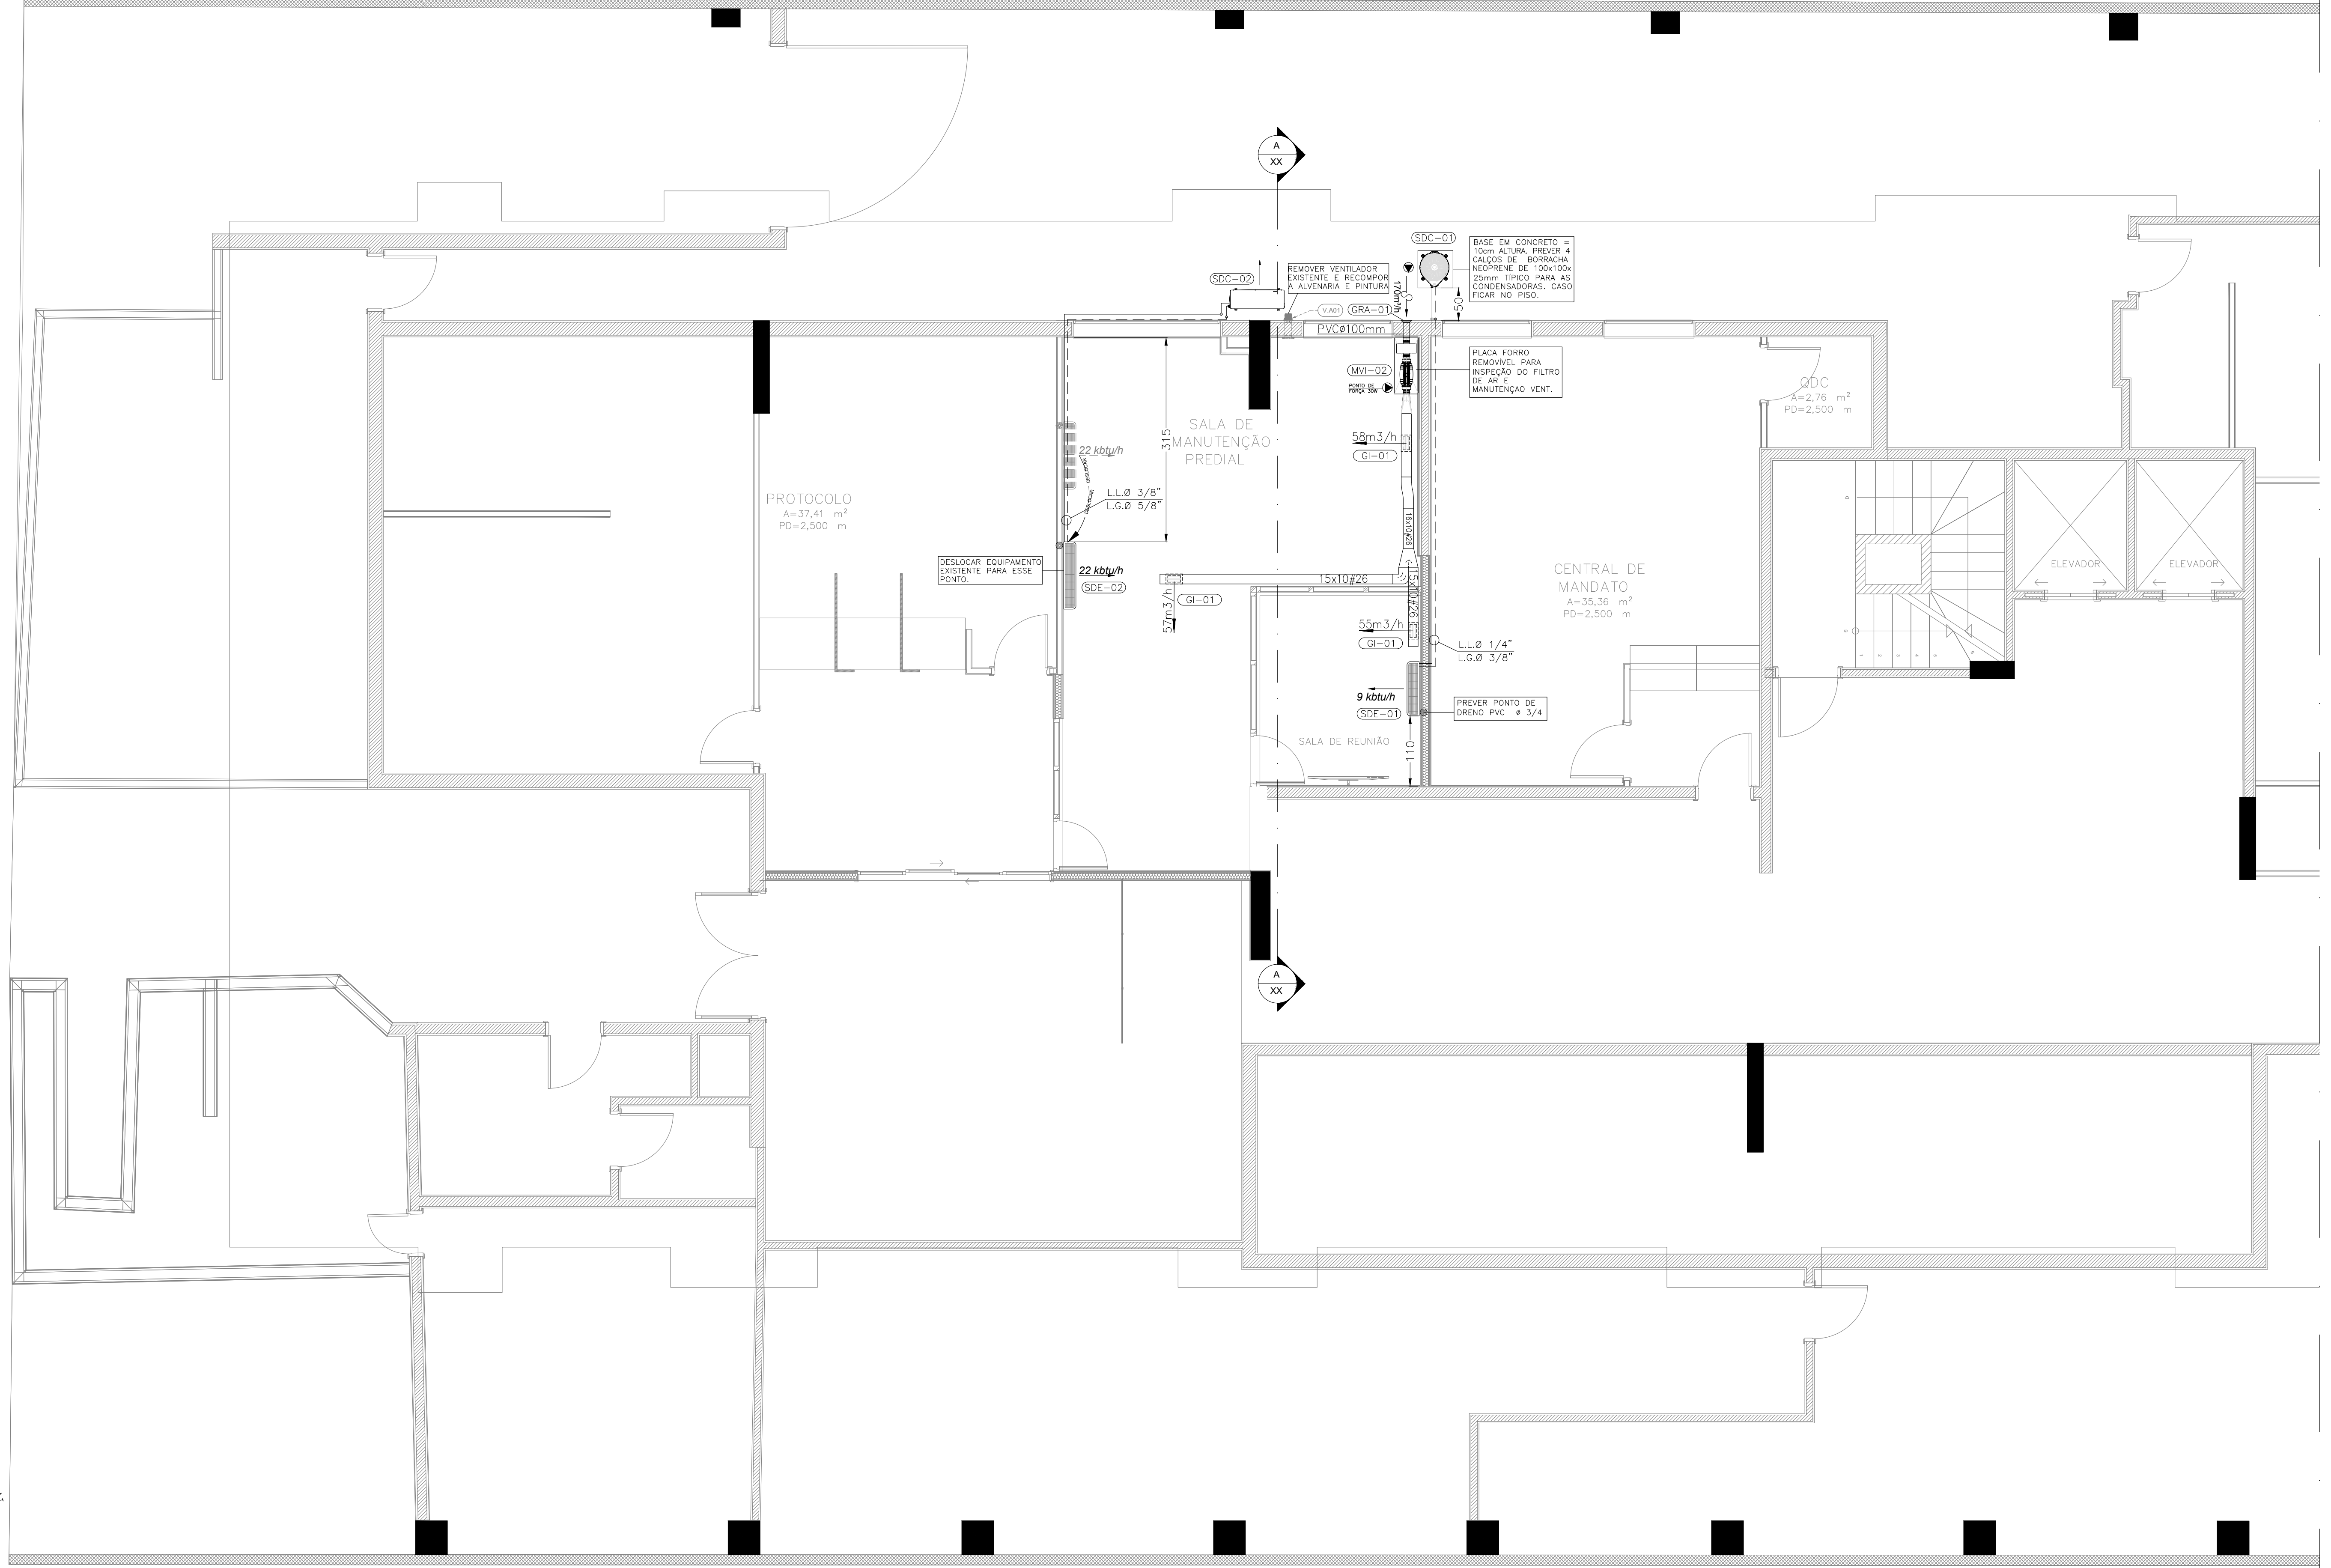 A
XX
SDC-01
BASE EM CONCRETO =
10cm ALTURA. PREVER 4
CALÇOS DE BORRACHA
NEOPRENE DE 100x100x
25mm TÍPICO PARA AS
CONDENSADORAS. CASO
FICAR NO PISO.
SDC-02
REMOVER VENTILADOR
EXISTENTE E RECOMPOR
A ALVENARIA E PINTURA
170m³/h
50
V.A01
GRA-01
PVCø100mm
PLACA FORRO
REMOVÍVEL PARA
INSPEÇÃO DO FILTRO
DE AR E
MANUTENÇAO VENT.
MVI-02
PONTO DE
FORÇA 30W
QDC
A=2,76 m²
PD=2,500 m
SALA DE
MANUTENÇÃO
PREDIAL
315
58m3/h
GI-01
22 kbtu/h
DESLOCAR
DESLOCAR
L.L.Ø 3/8"
L.G.Ø 5/8"
PROTOCOLO
A=37,41 m²
PD=2,500 m
16x10#26
DESLOCAR EQUIPAMENTO
EXISTENTE PARA ESSE
PONTO.
22 kbtu/h
SDE-02
15x10#26
15x10#26
57m3/h
GI-01
CENTRAL DE
MANDATO
A=35,36 m²
PD=2,500 m
ELEVADOR
ELEVADOR
55m3/h
GI-01
L.L.Ø 1/4"
L.G.Ø 3/8"
9 kbtu/h
SDE-01
PREVER PONTO DE
DRENO PVC ø 3/4
SALA DE REUNIÃO
110
A
XX